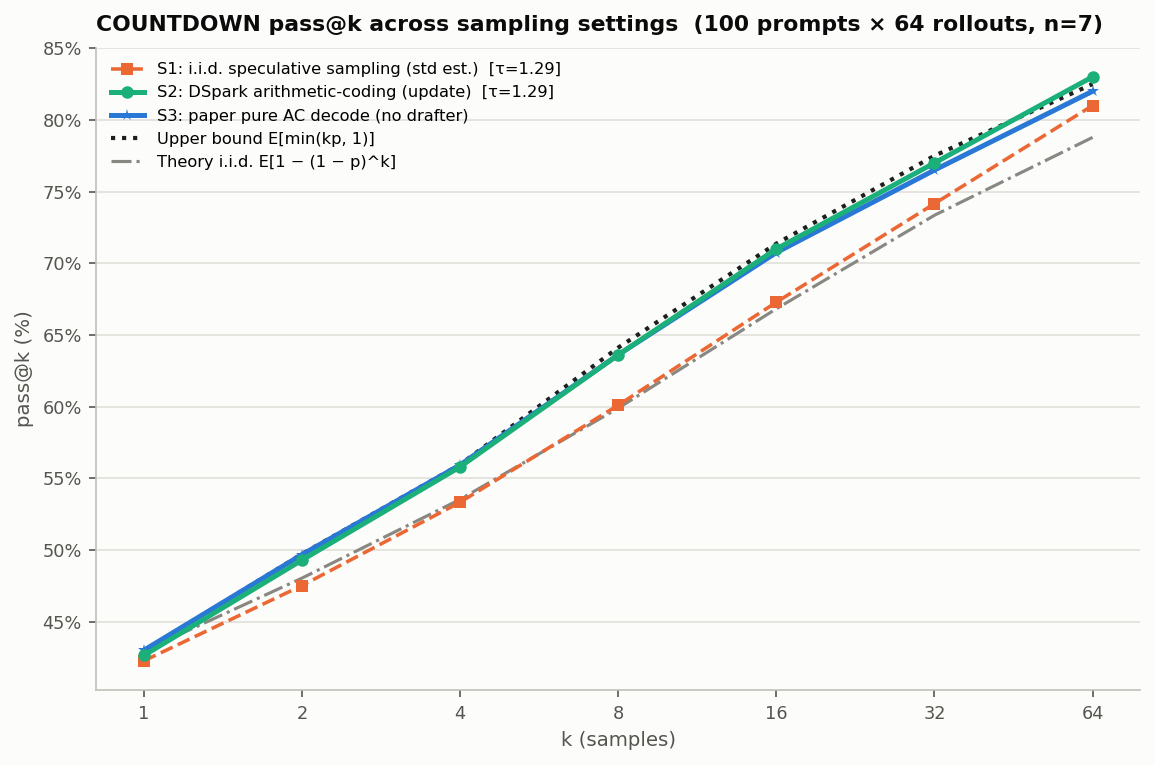 COUNTDOWN pass@k across sampling settings (100 prompts × 64 rollouts, n=7)
S1: i.i.d. speculative sampling (std est.) [τ=1.29]
S2: DSpark arithmetic-coding (update) [τ=1.29]
S3: paper pure AC decode (no drafter)
Upper bound E[min(kp, 1)]
Theory i.i.d. E[1 − (1 − p)^k]
85%
80%
75%
70%
65%
60%
55%
50%
45%
pass@k (%)
1 2 4 8 16 32 64
k (samples)